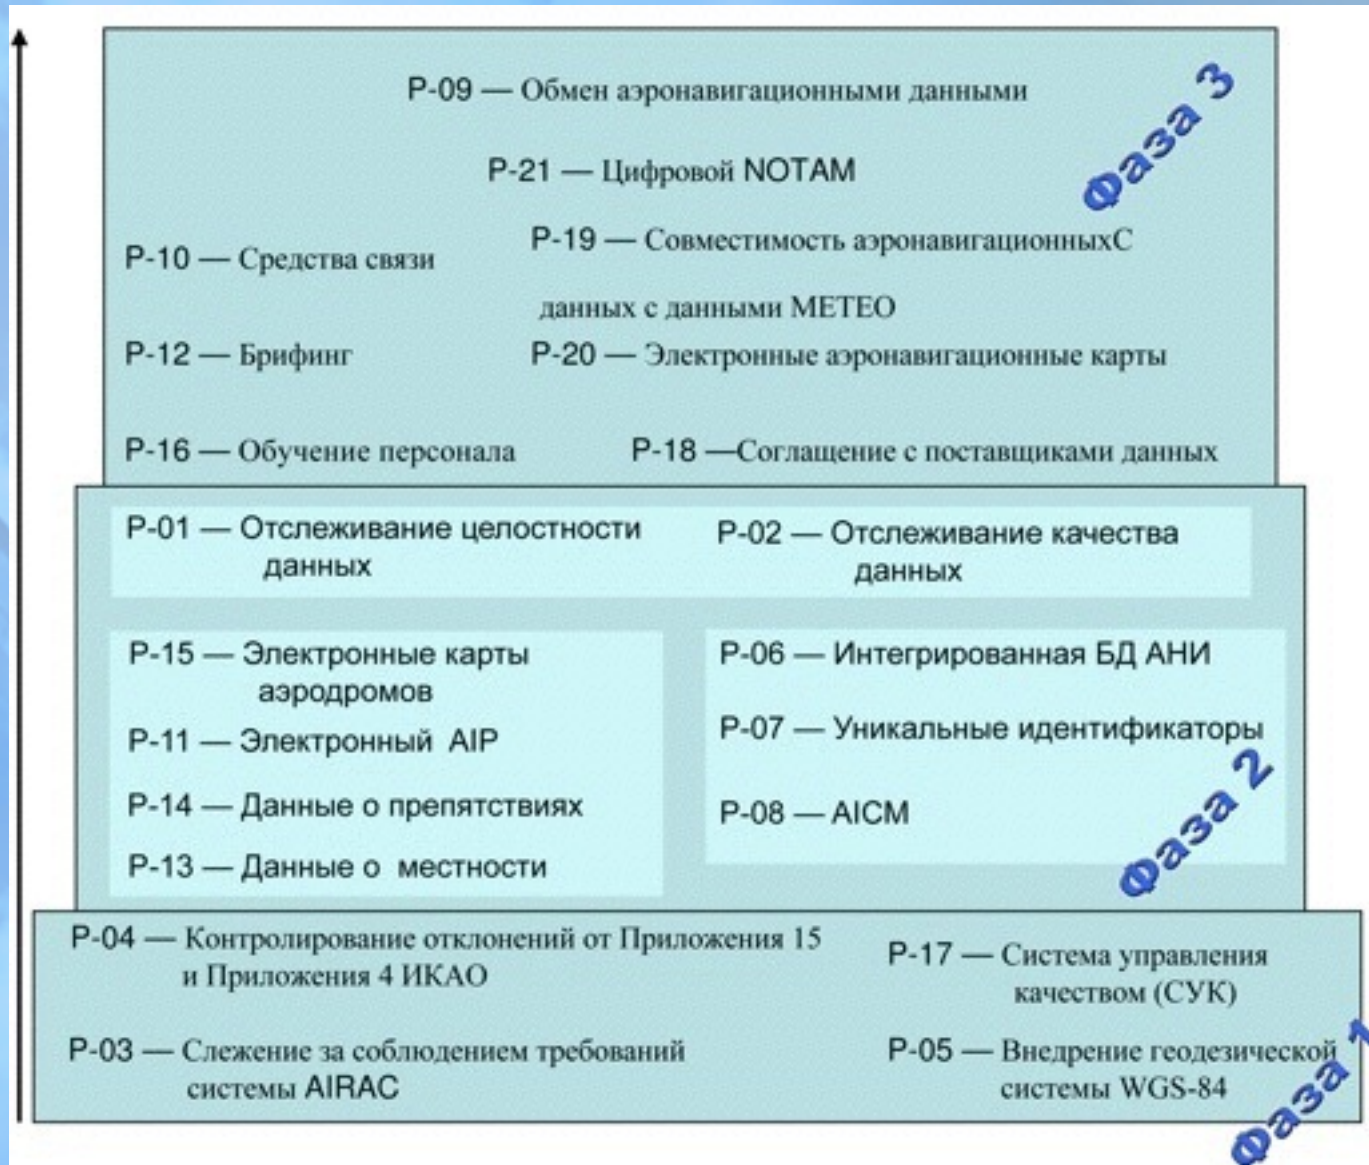 P-09 — Обмен аэронавигационными данными
Фаза 3
P-21 — Цифровой NOTAM
P-10 — Средства связи
P-19 — Совместимость аэронавигационныхС
данных с данными МЕТЕО
P-12 — Брифинг
P-20 — Электронные аэронавигационные карты
P-16 — Обучение персонала
P-18 —Соглащение с поставщиками данных
P-01 — Отслеживание целостности
данных
P-02 — Отслеживание качества
данных
P-15 — Электронные карты
аэродромов
P-11 — Электронный AIP
P-14 — Данные о препятствиях
P-13 — Данные о местности
P-06 — Интегрированная БД АНИ
P-07 — Уникальные идентификаторы
P-08 — AICM
Фаза 2
P-04 — Контролирование отклонений от Приложения 15
и Приложения 4 ИКАО
P-17 — Система управления
качеством (СУК)
P-03 — Слежение за соблюдением требований
системы AIRAC
P-05 — Внедрение геодезической
системы WGS-84
Фаза 1